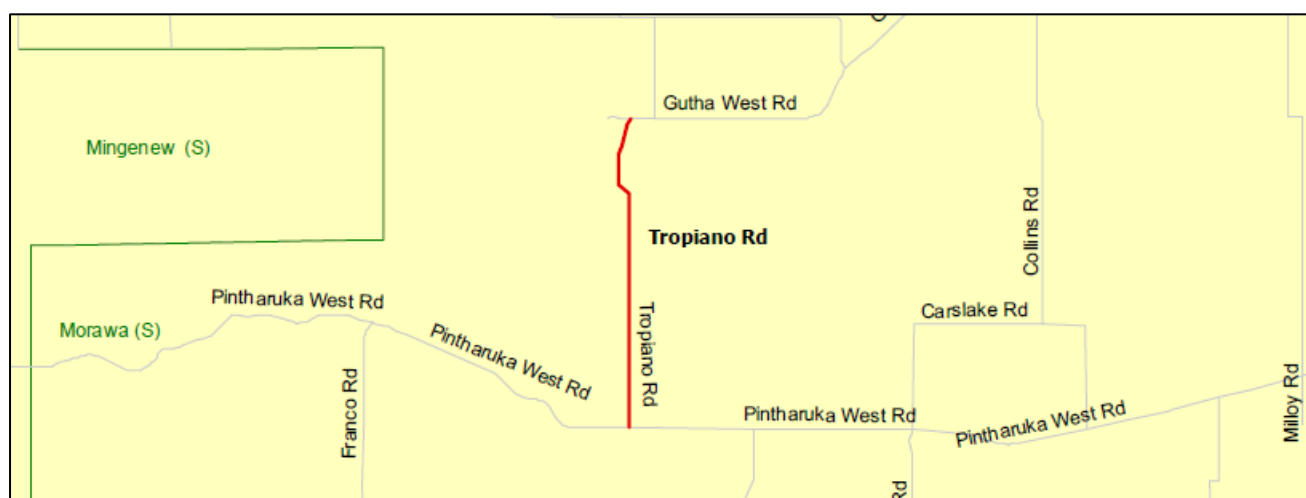 Gutha West Rd
Mingenew (S)
Tropiano Rd
Collins Rd
Pintharuka West Rd
Carslake Rd
Morawa (S)
Pintharuka West Rd
Tropiano Rd
Franco Rd
Pintharuka West Rd
Pintharuka West Rd
Milloy Rd
Rd